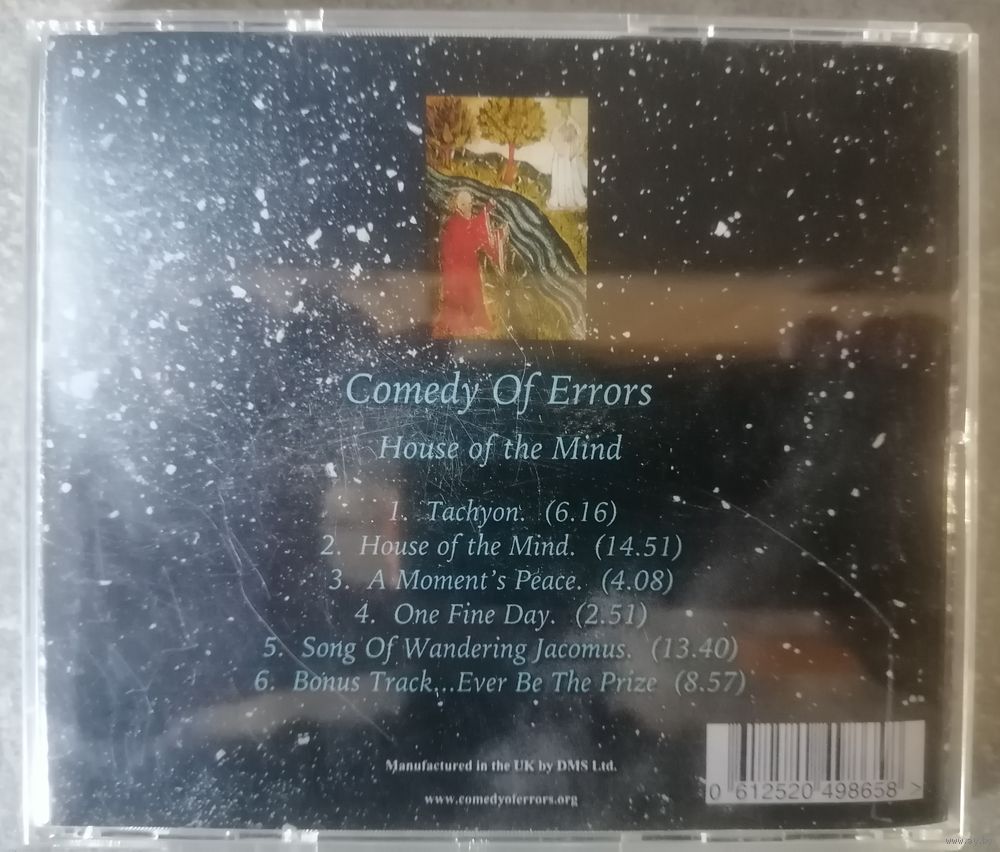 Comedy Of Errors
House of the Mind
1. Tachyon. (6.16)
2. House of the Mind. (14.51)
3. A Moment's Peace. (4.08)
4. One Fine Day. (2.51)
5. Song Of Wandering Jacomus. (13.40)
6. Bonus Track...Ever Be The Prize (8.57)
Manufactured in the UK by DMS Ltd.
www.comedyoferrors.org
0 612520 498658 >